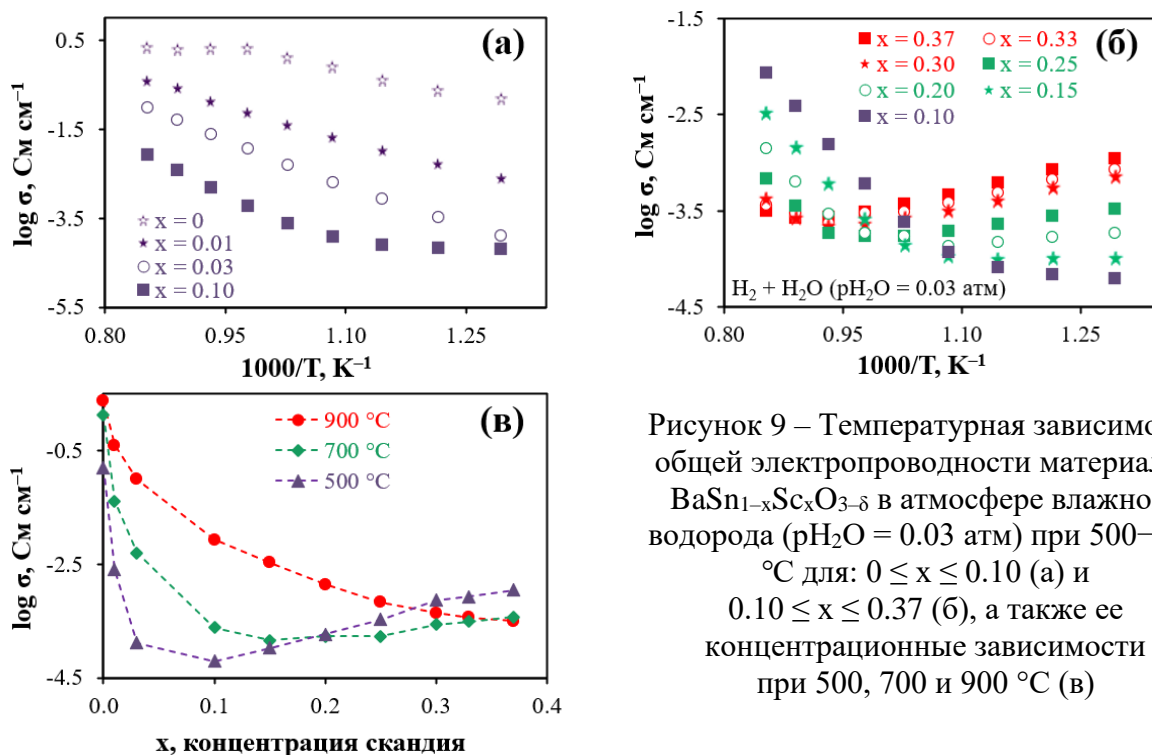 (а)
0.5
-1.5
-3.5
-5.5
log σ, См см⁻¹
x = 0
x = 0.01
x = 0.03
x = 0.10
0.80 0.95 1.10 1.25
1000/T, K⁻¹
(б)
-1.5
-2.5
-3.5
-4.5
log σ, См см⁻¹
x = 0.37 x = 0.33
x = 0.30 x = 0.25
x = 0.20 x = 0.15
x = 0.10
H₂ + H₂O (pH₂O = 0.03 атм)
0.80 0.95 1.10 1.25
1000/T, K⁻¹
(в)
-0.5
-2.5
-4.5
log σ, См см⁻¹
900 °C
700 °C
500 °C
0.0 0.1 0.2 0.3 0.4
x, концентрация скандия
Рисунок 9 – Температурная зависимо
общей электропроводности материал
BaSn₁₋ₓScₓO₃₋δ в атмосфере влажно
водорода (pH₂O = 0.03 атм) при 500−
°C для: 0 ≤ x ≤ 0.10 (а) и
0.10 ≤ x ≤ 0.37 (б), а также ее
концентрационные зависимости
при 500, 700 и 900 °C (в)